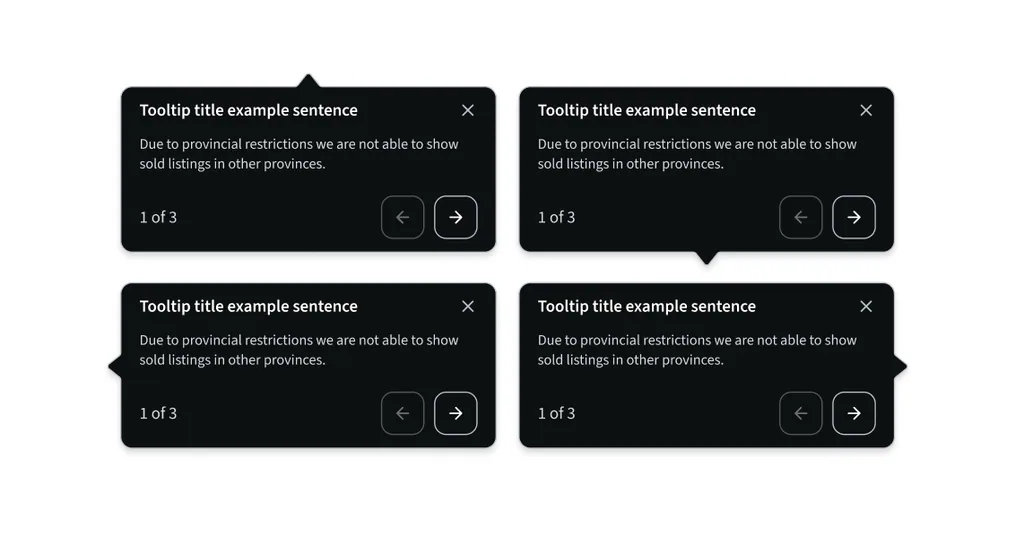 Tooltip title example sentence
Due to provincial restrictions we are not able to show
sold listings in other provinces.
1 of 3
Tooltip title example sentence
Due to provincial restrictions we are not able to show
sold listings in other provinces.
1 of 3
Tooltip title example sentence
Due to provincial restrictions we are not able to show
sold listings in other provinces.
1 of 3
Tooltip title example sentence
Due to provincial restrictions we are not able to show
sold listings in other provinces.
1 of 3